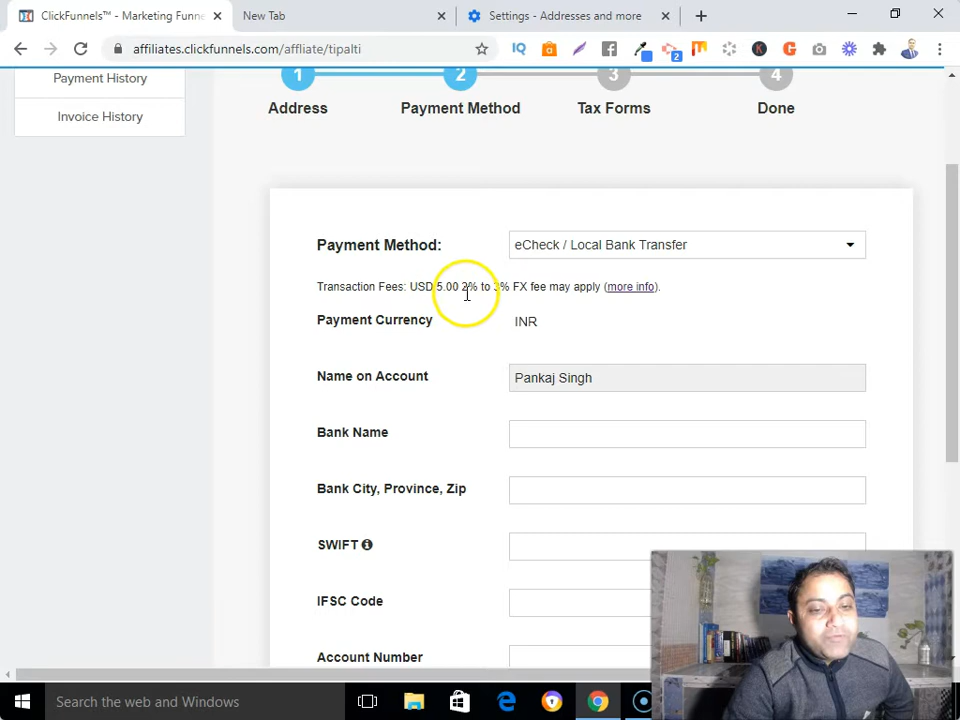 ClickFunnels™ - Marketing Funne
New Tab
Settings - Addresses and more
affiliates.clickfunnels.com/affliate/tipalti
Payment History
Invoice History
1
2
3
4
Address
Payment Method
Tax Forms
Done
Payment Method:
eCheck / Local Bank Transfer
Transaction Fees: USD 5.00 2% to 3% FX fee may apply (more info).
Payment Currency
INR
Name on Account
Pankaj Singh
Bank Name
Bank City, Province, Zip
SWIFT
IFSC Code
Account Number
Search the web and Windows